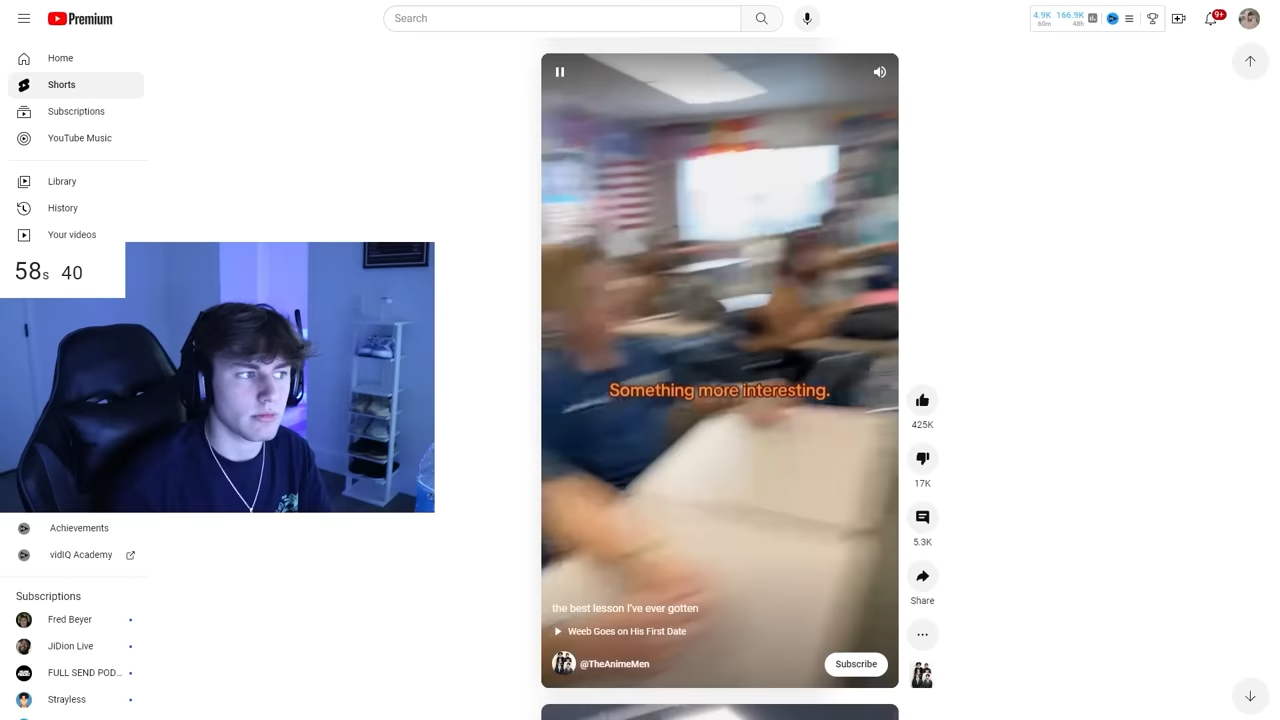 Premium
Search
4.9K 166.9K
60m 48h
9+
Home
Shorts
Subscriptions
YouTube Music
Library
History
Your videos
58s 40
Achievements
vidIQ Academy
Subscriptions
Fred Beyer
JiDion Live
FULL SEND POD...
Strayless
Something more interesting.
the best lesson I've ever gotten
Weeb Goes on His First Date
@TheAnimeMen
Subscribe
425K
17K
5.3K
Share